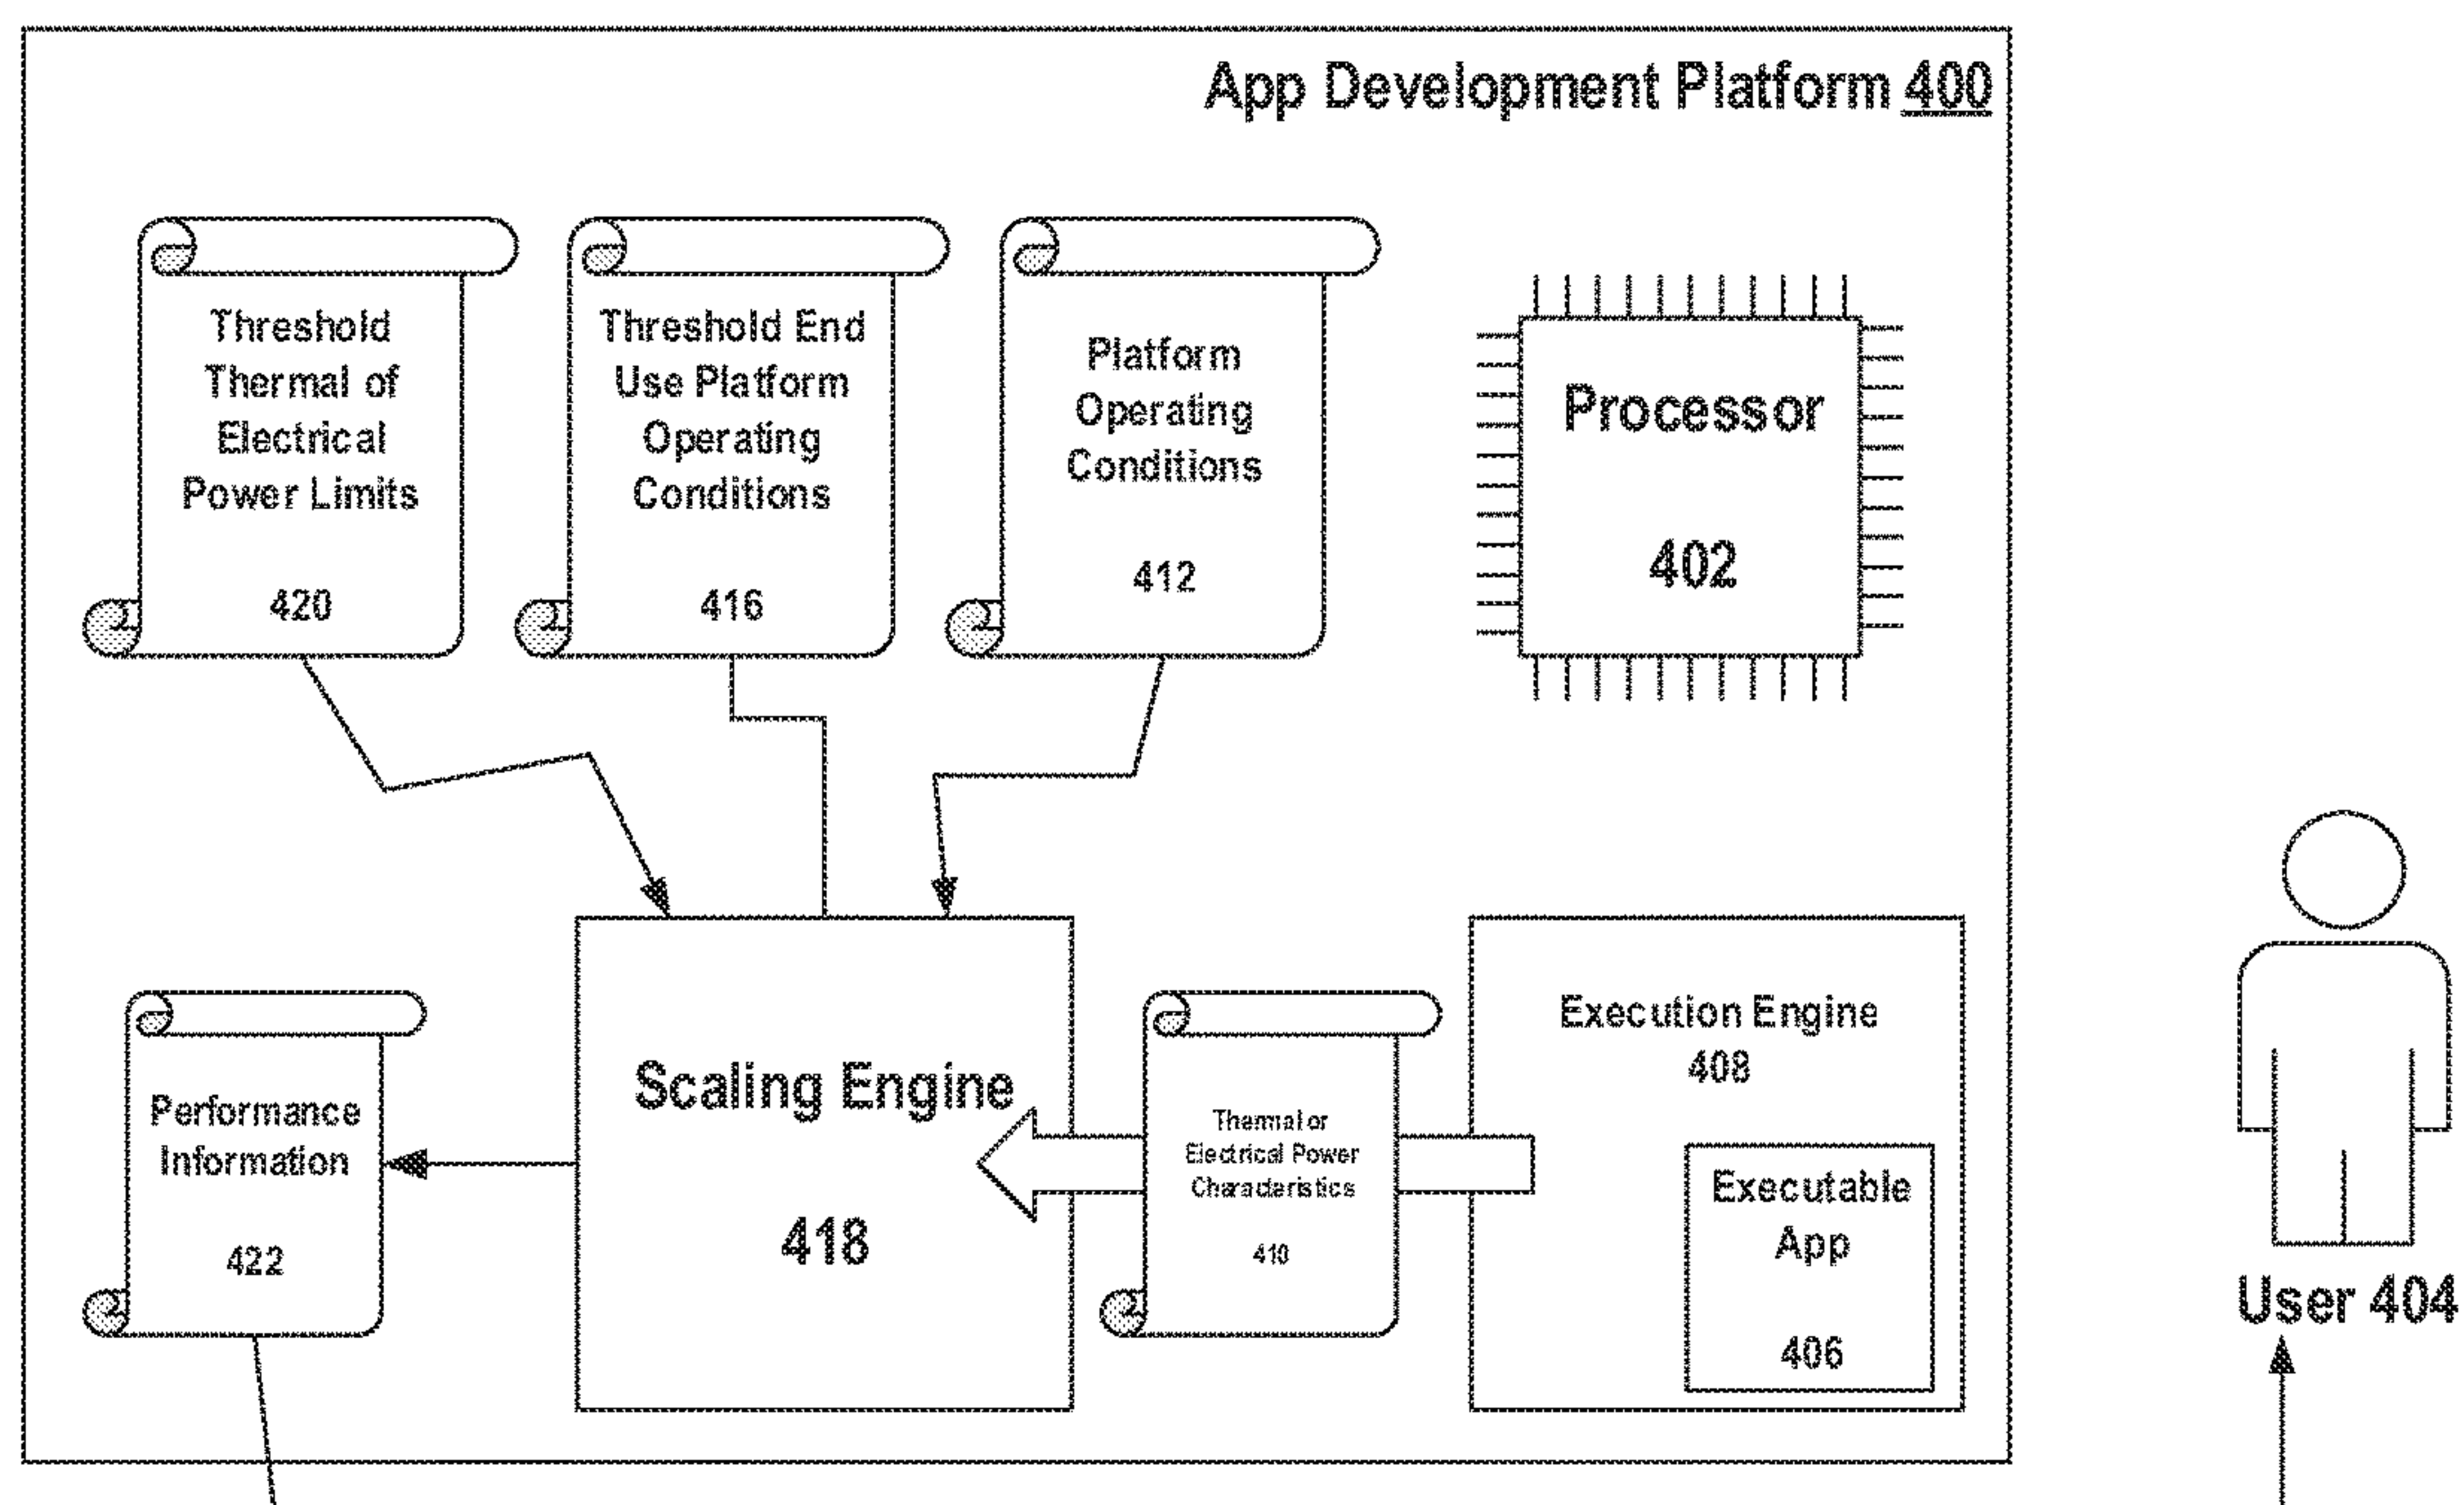 App Development Platform 400
Threshold
Thermal of
Electrical
Power Limits
420
Threshold End
Use Platform
Operating
Conditions
416
Platform
Operating
Conditions
412
Processor
402
Performance
Information
422
Scaling Engine
418
Thermal or
Electrical Power
Characteristics
410
Execution Engine
408
Executable
App
406
User 404